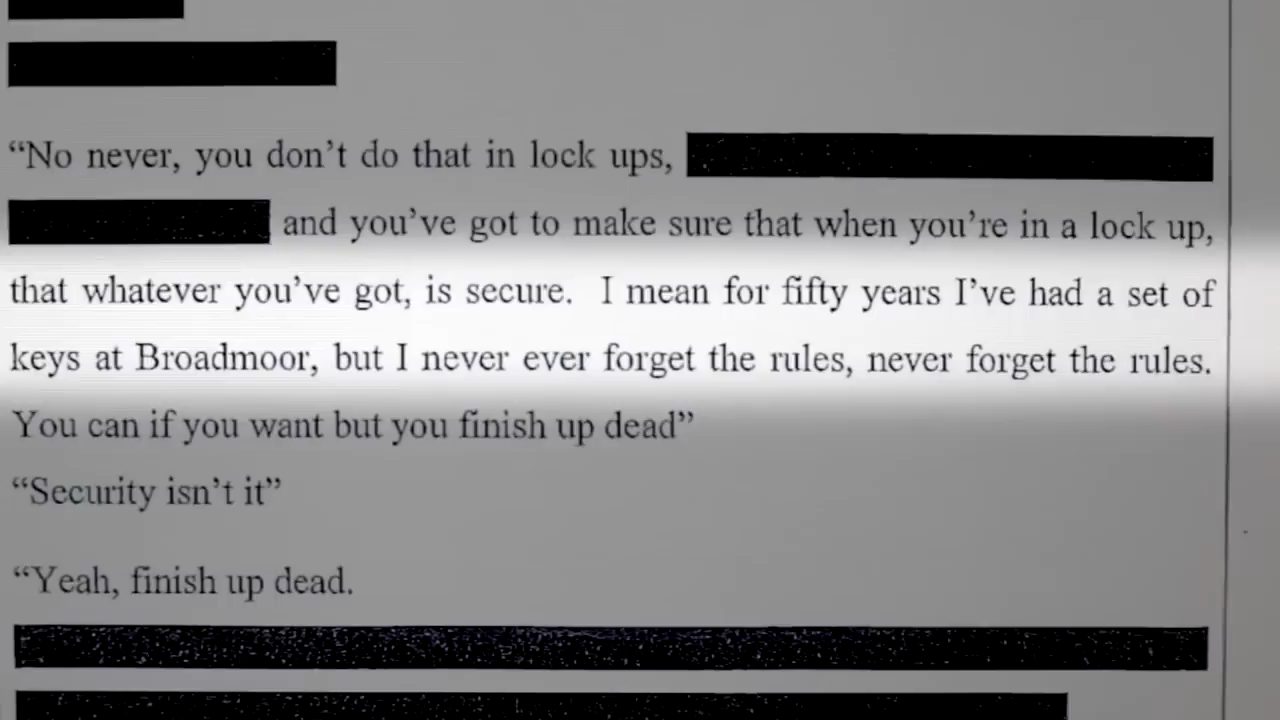 “No never, you don’t do that in lock ups,
and you’ve got to make sure that when you’re in a lock up,
that whatever you’ve got, is secure.  I mean for fifty years I’ve had a set of
keys at Broadmoor, but I never ever forget the rules, never forget the rules.
You can if you want but you finish up dead”
“Security isn’t it”
“Yeah, finish up dead.